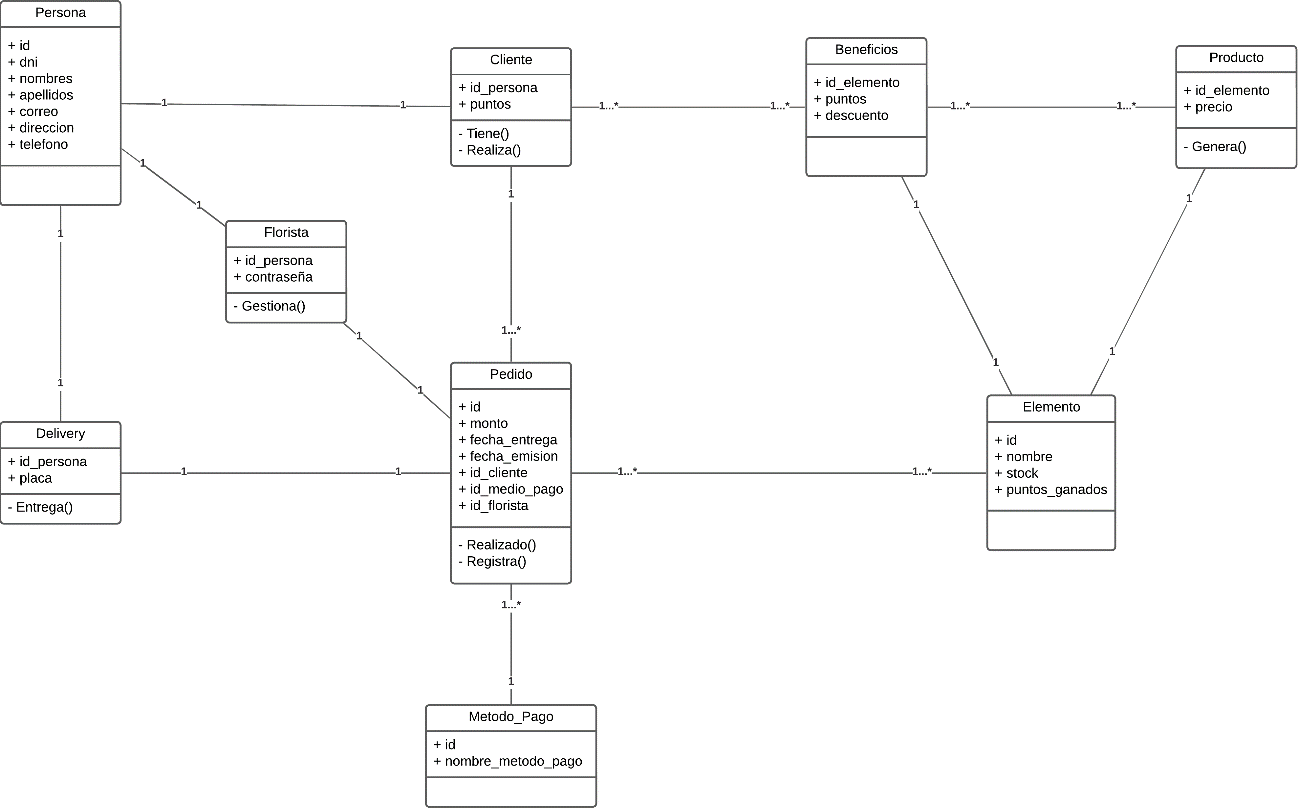 Persona
+ id
+ dni
+ nombres
+ apellidos
+ correo
+ direccion
+ telefono
Cliente
+ id_persona
+ puntos
- Tiene()
- Realiza()
Beneficios
+ id_elemento
+ puntos
+ descuento
Producto
+ id_elemento
+ precio
- Genera()
1
1
1...*
1...*
1...*
1...*
1
1
Florista
+ id_persona
+ contraseña
- Gestiona()
1
1
1
1
1
1...*
1
1
1
1
Delivery
+ id_persona
+ placa
- Entrega()
1
1
Pedido
+ id
+ monto
+ fecha_entrega
+ fecha_emision
+ id_cliente
+ id_medio_pago
+ id_florista
- Realizado()
- Registra()
1...*
1...*
Elemento
+ id
+ nombre
+ stock
+ puntos_ganados
1...*
1
Metodo_Pago
+ id
+ nombre_metodo_pago